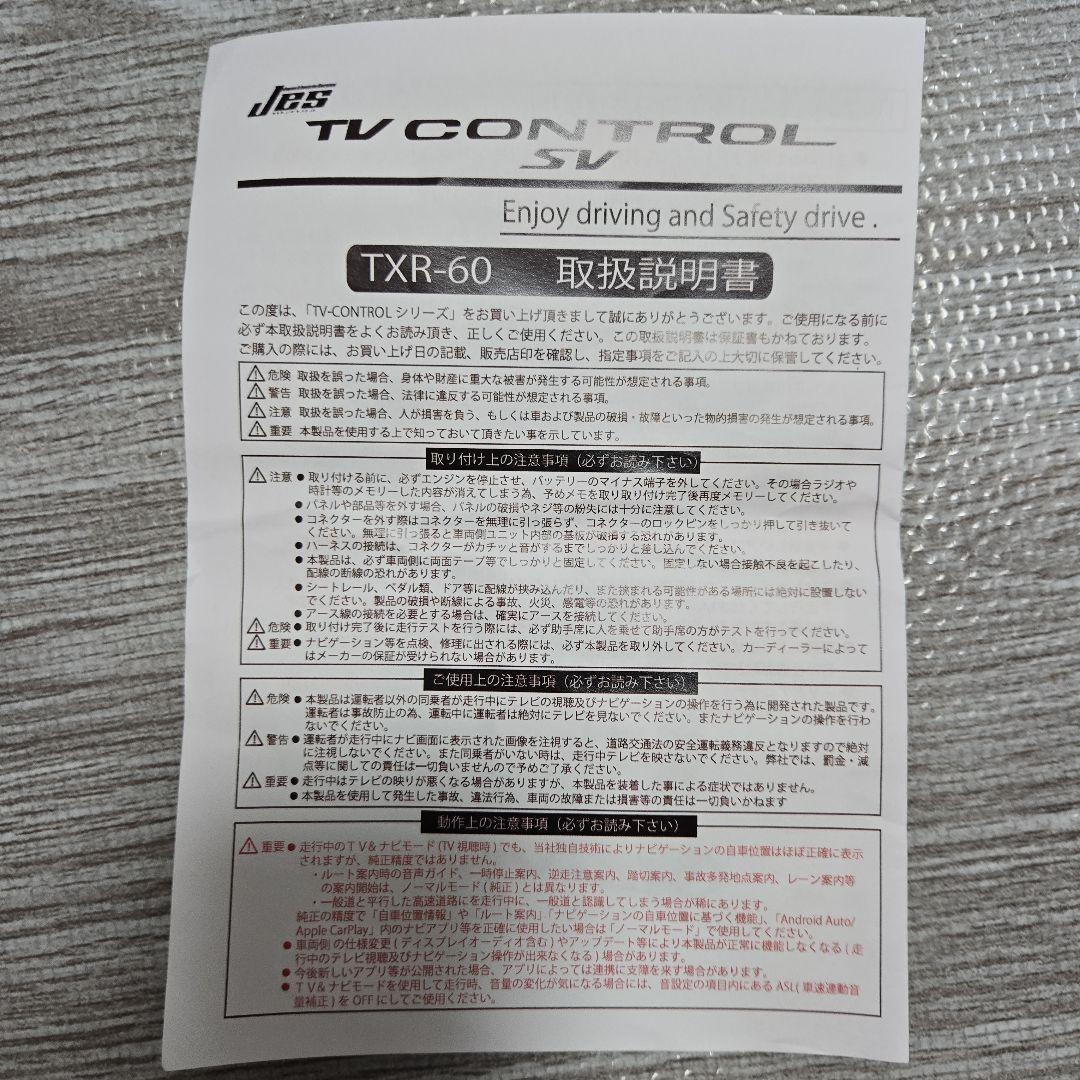 Jes
TV CONTROL
SV
Enjoy driving and Safety drive .
TXR-60 取扱説明書
この度は、「TV-CONTROL シリーズ」をお買い上げ頂きまして誠にありがとうございます。ご使用になる前に
必ず本取扱説明書をよくお読み頂き、正しくご使用ください。この取扱説明書は保証書もかねております。
ご購入の際には、お買い上げ日の記載、販売店印を確認し、指定事項をご記入の上大切に保管してください。
危険 取扱を誤った場合、身体や財産に重大な被害が発生する可能性が想定される事項。
警告 取扱を誤った場合、法律に違反する可能性が想定される事項。
注意 取扱を誤った場合、人が損害を負う、もしくは車および製品の破損・故障といった物的損害の発生が想定される事項。
重要 本製品を使用する上で知っておいて頂きたい事を示しています。
取り付け上の注意事項（必ずお読み下さい）
注意 ● 取り付ける前に、必ずエンジンを停止させ、バッテリーのマイナス端子を外してください。その場合ラジオや
時計等のメモリーした内容が消えてしまう為、予めメモを取り取り付け完了後再度メモリーしてください。
● パネルや部品等を外す場合、パネルの破損やネジ等の紛失には十分に注意してください。
● コネクターを外す際はコネクターを無理に引っ張らず、コネクターのロックピンをしっかり押して引き抜いて
ください。無理に引っ張ると車両側ユニット内部の基板が破損する恐れがあります。
● ハーネスの接続は、コネクターがカチッと音がするまでしっかりと差し込んでください。
● 本製品は、必ず車両側に両面テープ等でしっかりと固定してください。固定しない場合接触不良を起こしたり、
配線の断線の恐れがあります。
● シートレール、ペダル類、ドア等に配線が挟み込んだり、また挟まれる可能性がある場所には絶対に設置しない
でください。製品の破損や断線による事故、火災、感電等の恐れがあります。
● アース線の接続を必要とする場合は、確実にアースを接続してください。
危険 ● 取り付け完了後に走行テストを行う際には、必ず助手席に人を乗せて助手席の方がテストを行ってください。
重要 ● ナビゲーション等を点検、修理に出される際には、必ず本製品を取り外してください。カーディーラーによって
はメーカーの保証が受けられない場合があります。
ご使用上の注意事項（必ずお読み下さい）
危険 ● 本製品は運転者以外の同乗者が走行中にテレビの視聴及びナビゲーションの操作を行う為に開発された製品です。
運転者は事故防止の為、運転中に運転者は絶対にテレビを見ないでください。またナビゲーションの操作を行わ
ないでください。
警告 ● 運転者が走行中にナビ画面に表示された画像を注視すると、道路交通法の安全運転義務違反となりますので絶対
に注視しないでください。また同乗者がいない時は、走行中テレビを映さないでください。弊社では、罰金・減
点等に関しての責任は一切負いませんので予めご了承ください。
重要 ● 走行中はテレビの映りが悪くなる場合がありますが、本製品を装着した事による症状ではありません。
● 本製品を使用して発生した事故、違法行為、車両の故障または損害等の責任は一切負いかねます
動作上の注意事項（必ずお読み下さい）
重要 ● 走行中のＴＶ＆ナビモード (TV 視聴時) でも、当社独自技術によりナビゲーションの自車位置はほぼ正確に表示
されますが、純正精度ではありません。
・ルート案内時の音声ガイド、一時停止案内、逆走注意案内、踏切案内、事故多発地点案内、レーン案内等
の案内開始は、ノーマルモード ( 純正 ) とは異なります。
・一般道と平行した高速道路にを走行中に、一般道と認識してしまう場合が稀にあります。
純正の精度で「自車位置情報」や「ルート案内」「ナビゲーションの自車位置に基づく機能」、「Android Auto/
Apple CarPlay」内のナビアプリ等を正確に使用したい場合は「ノーマルモード」で使用してください。
● 車両側の仕様変更 ( ディスプレイオーディオ含む ) やアップデート等により本製品が正常に機能しなくなる ( 走
行中のテレビ視聴及びナビゲーション操作が出来なくなる ) 場合があります。
● 今後新しいアプリ等が公開された場合、アプリによっては連携に支障を来す場合があります。
● ＴＶ＆ナビモードを使用して走行時、音量の変化が気になる場合には、音設定の項目内にある ASL( 車速連動音
量補正 ) を OFF にしてご使用ください。